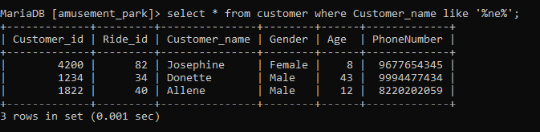 MariaDB [amusement_park]> select * from customer where Customer_name like '%ne%';
+-------------+---------+---------------+--------+------+-------------+
| Customer_id | Ride_id | Customer_name | Gender | Age | PhoneNumber |
+-------------+---------+---------------+--------+------+-------------+
| 4200 | 82 | Josephine | Female | 8 | 9677654345 |
| 1234 | 34 | Donette | Male | 43 | 9994477434 |
| 1822 | 40 | Allene | Male | 12 | 8220202059 |
+-------------+---------+---------------+--------+------+-------------+
3 rows in set (0.001 sec)